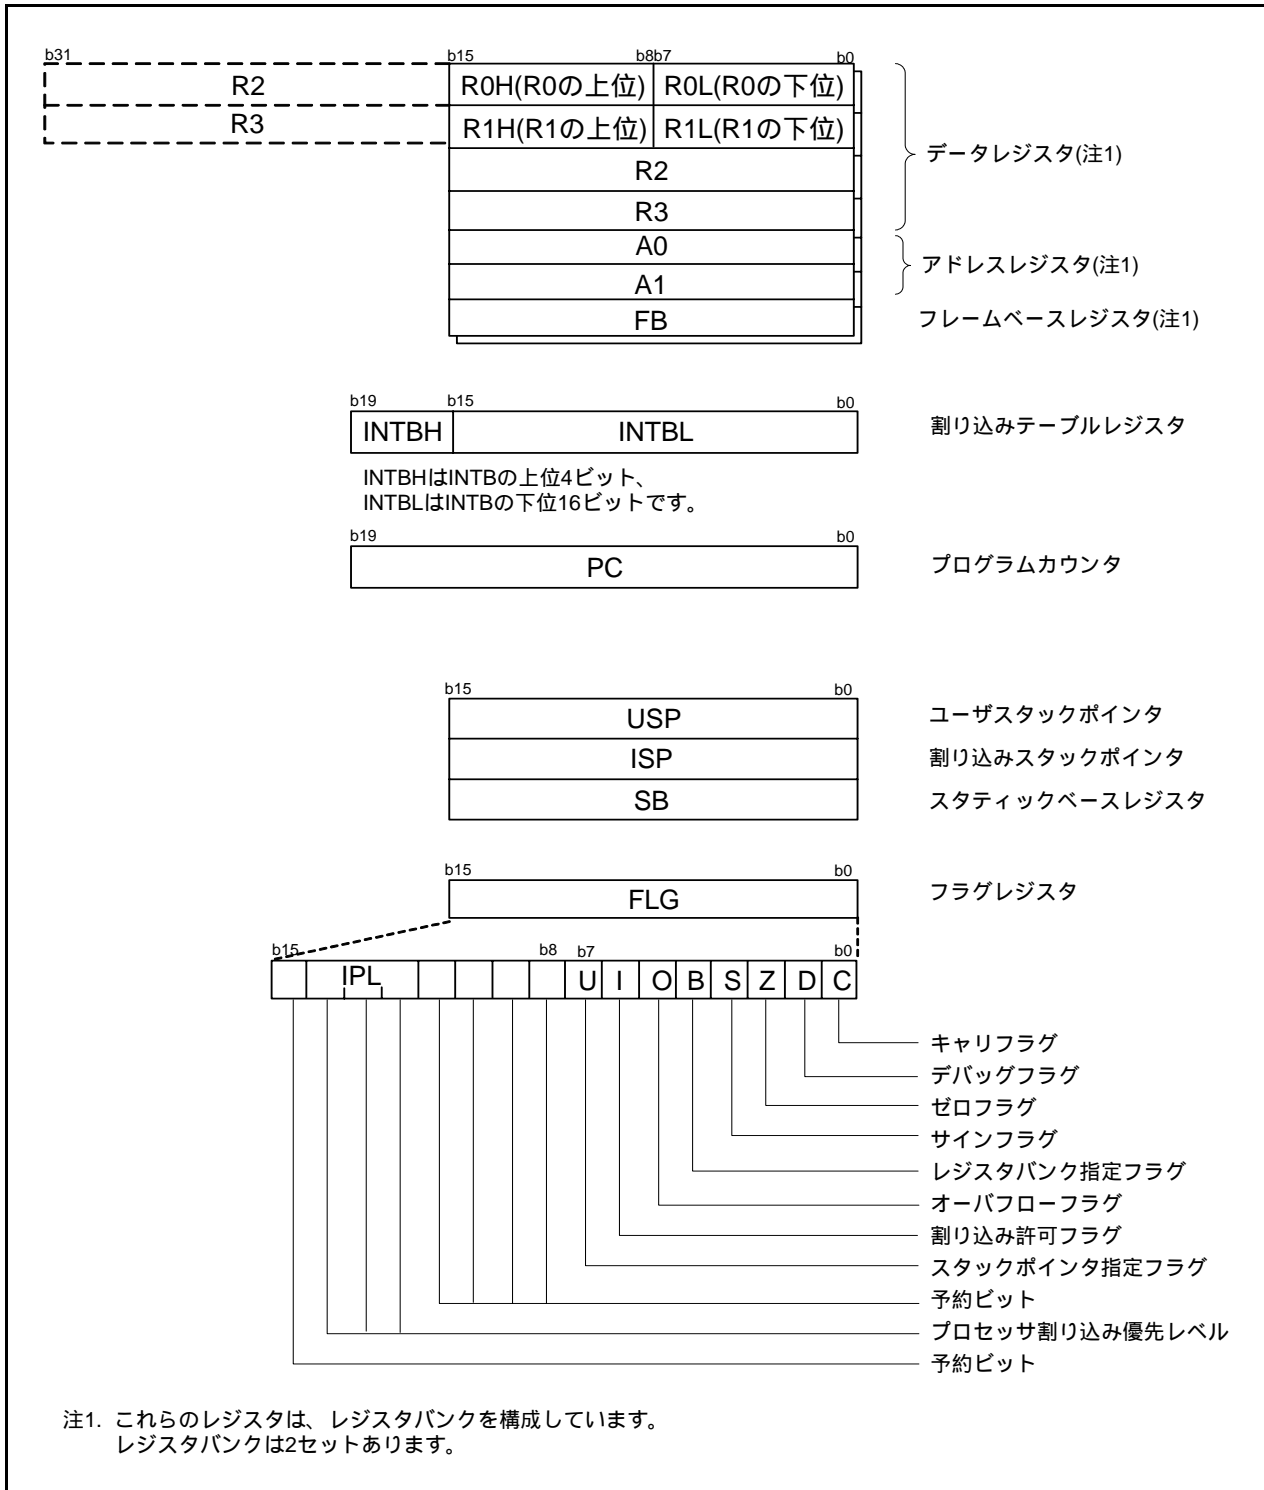 b31 b15 b8b7 b0
R2 R0H(R0の上位) R0L(R0の下位)
R3 R1H(R1の上位) R1L(R1の下位)
データレジスタ(注1)
R2
R3
A0
アドレスレジスタ(注1)
A1
FB フレームベースレジスタ(注1)
b19 b15 b0
INTBH INTBL 割り込みテーブルレジスタ
INTBHはINTBの上位4ビット、
INTBLはINTBの下位16ビットです。
b19 b0
PC プログラムカウンタ
b15 b0
USP ユーザスタックポインタ
ISP 割り込みスタックポインタ
SB スタティックベースレジスタ
b15 b0
FLG フラグレジスタ
b15 b8 b7 b0
IPL U I O B S Z D C
キャリフラグ
デバッグフラグ
ゼロフラグ
サインフラグ
レジスタバンク指定フラグ
オーバフローフラグ
割り込み許可フラグ
スタックポインタ指定フラグ
予約ビット
プロセッサ割り込み優先レベル
予約ビット
注1. これらのレジスタは、レジスタバンクを構成しています。
レジスタバンクは2セットあります。